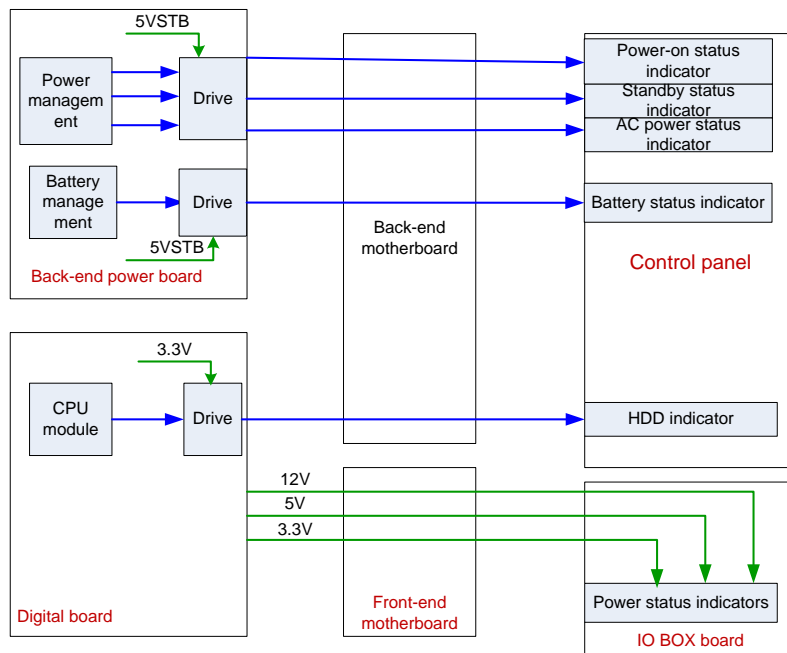 5VSTB
Power
managem
ent
Drive
Battery
manage
ment
Drive
5VSTB
Back-end power board
Back-end
motherboard
Power-on status
indicator
Standby status
indicator
AC power status
indicator
Battery status indicator
Control panel
3.3V
CPU
module
Drive
HDD indicator
12V
5V
3.3V
Digital board
Front-end
motherboard
Power status indicators
IO BOX board